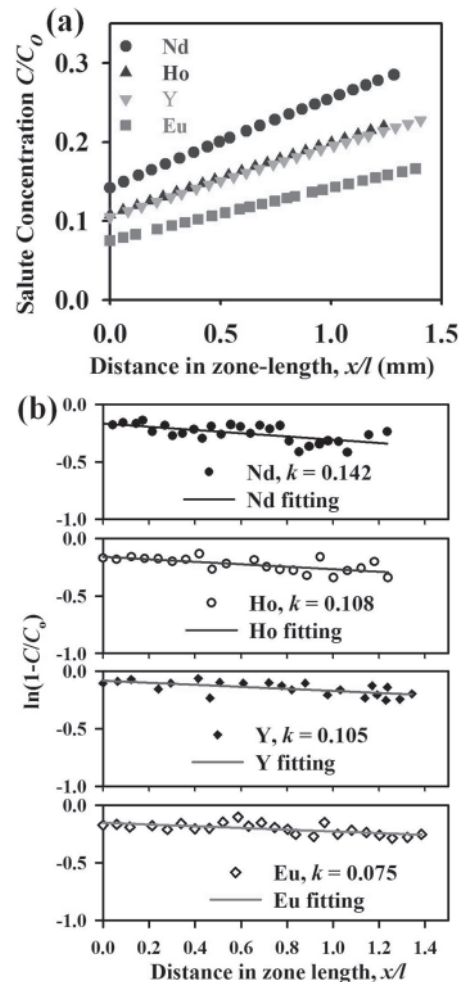 (a)
Salute Concentration C/Co
0.3
0.2
0.1
0.0
Nd
Ho
Y
Eu
0.0 0.5 1.0 1.5
Distance in zone-length, x/l (mm)
(b)
ln(1-C/Co)
0.0
-0.5
-1.0
Nd, k = 0.142
Nd fitting
0.0
-0.5
-1.0
Ho, k = 0.108
Ho fitting
0.0
-0.5
-1.0
Y, k = 0.105
Y fitting
0.0
-0.5
-1.0
Eu, k = 0.075
Eu fitting
0.0 0.2 0.4 0.6 0.8 1.0 1.2 1.4
Distance in zone length, x/l